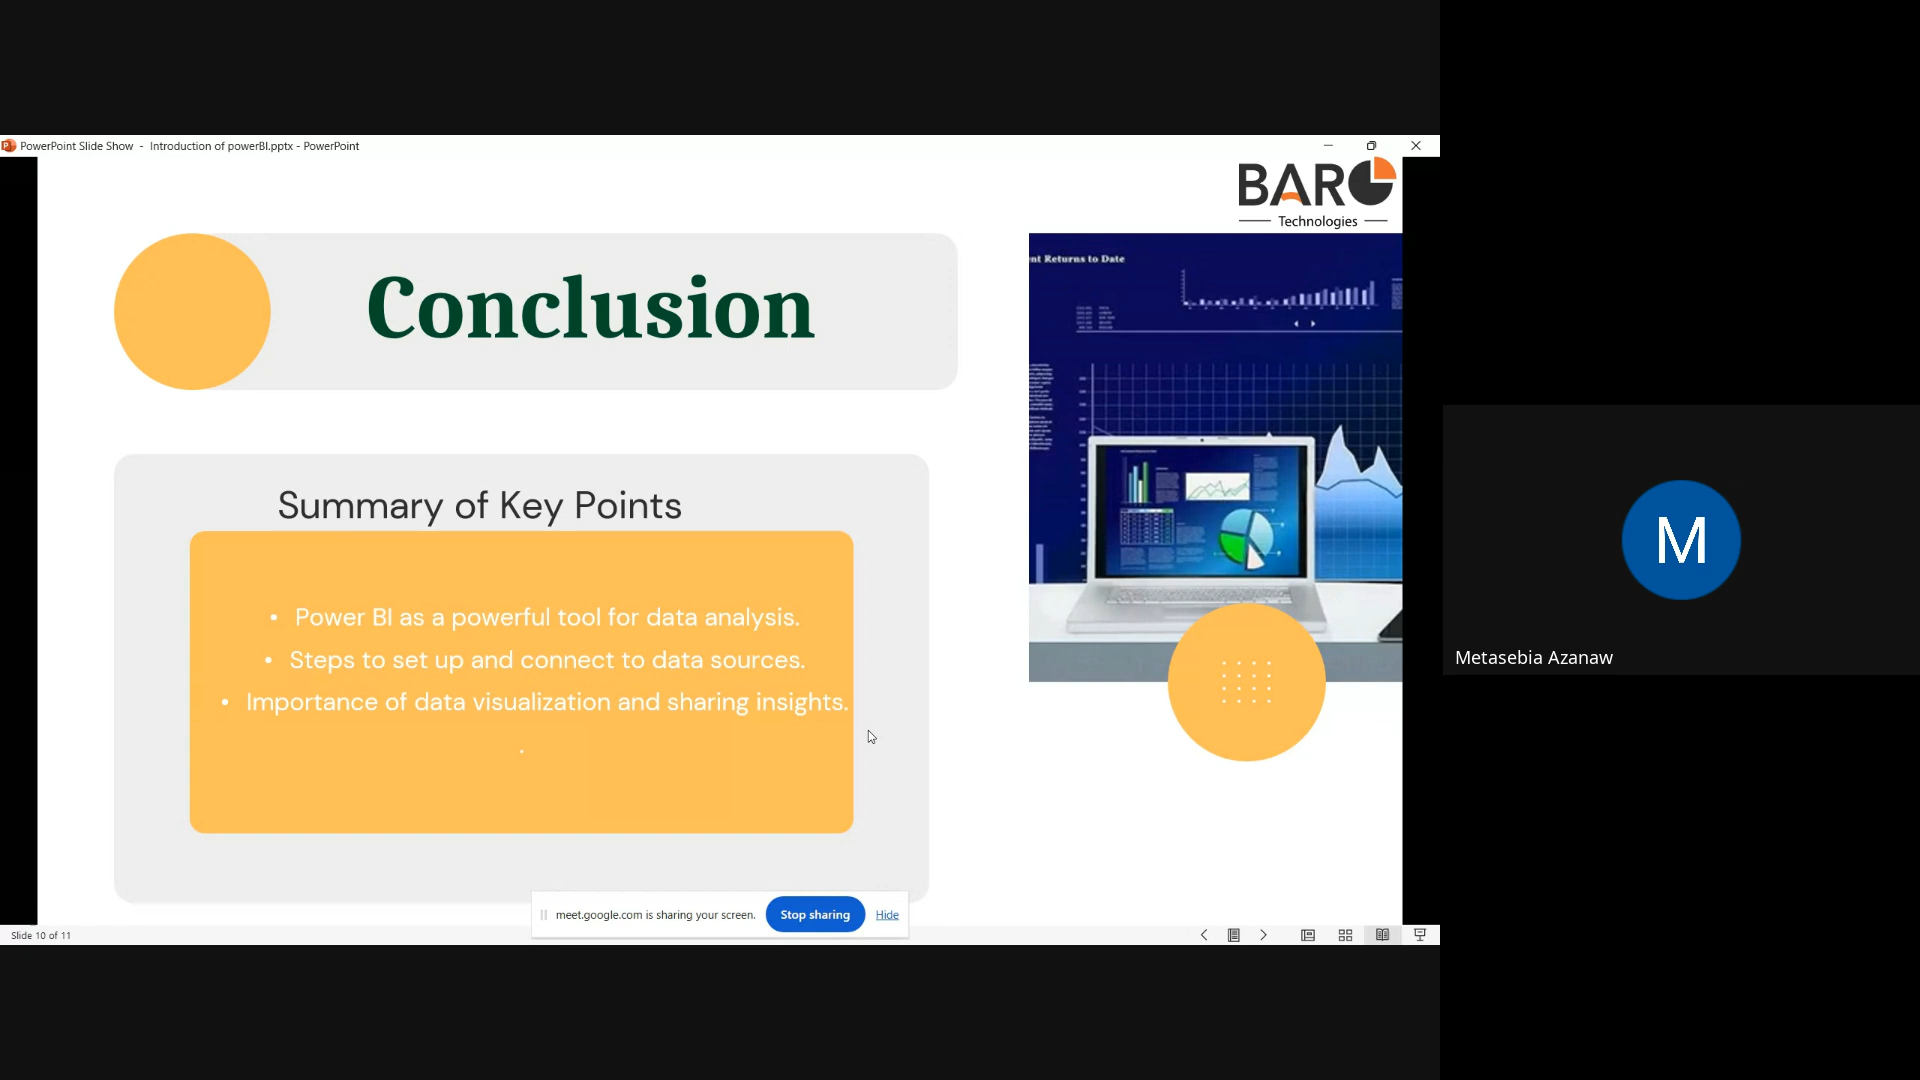 PowerPoint Slide Show - Introduction of powerBI.pptx - PowerPoint
BARO
Technologies
nt Returns to Date
Conclusion
Summary of Key Points
• Power BI as a powerful tool for data analysis.
• Steps to set up and connect to data sources.
• Importance of data visualization and sharing insights.
.
M
Metasebia Azanaw
meet.google.com is sharing your screen.
Stop sharing
Hide
Slide 10 of 11